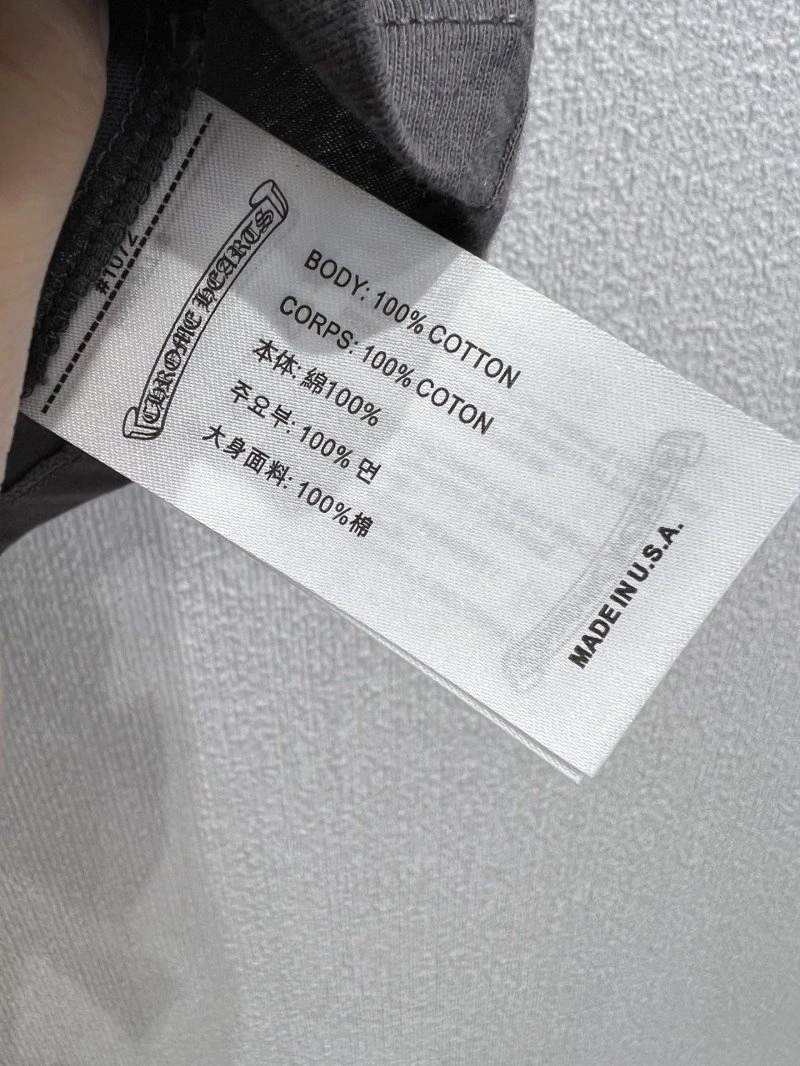 #1072
CHROME HEARTS
BODY: 100% COTTON
CORPS: 100% COTON
本体: 綿100%
주요부: 100% 면
大身面料: 100%棉
MADE IN U.S.A.